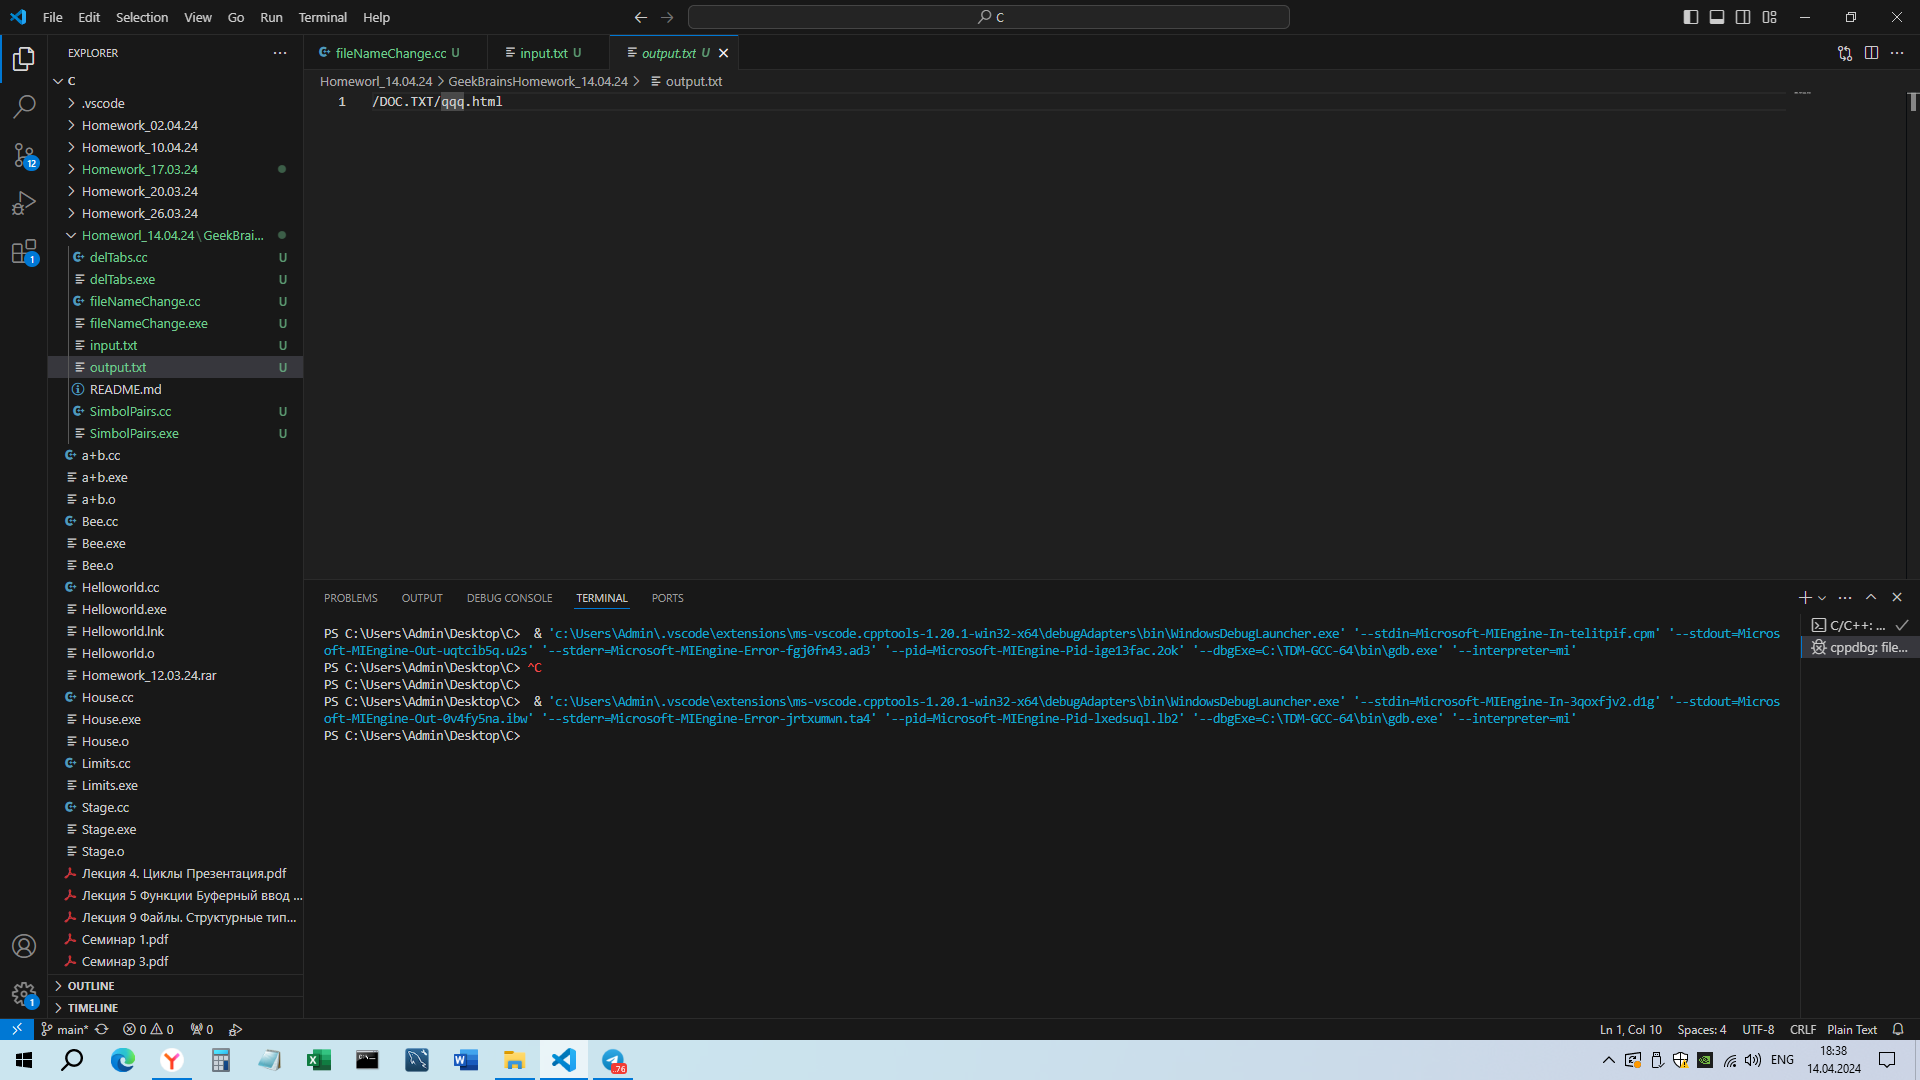 File Edit Selection View Go Run Terminal Help
C
EXPLORER
C
.vscode
Homework_02.04.24
Homework_10.04.24
Homework_17.03.24
Homework_20.03.24
Homework_26.03.24
Homeworl_14.04.24\GeekBrai...
delTabs.cc U
delTabs.exe U
fileNameChange.cc U
fileNameChange.exe U
input.txt U
output.txt U
README.md
SimbolPairs.cc U
SimbolPairs.exe U
a+b.cc
a+b.exe
a+b.o
Bee.cc
Bee.exe
Bee.o
Helloworld.cc
Helloworld.exe
Helloworld.lnk
Helloworld.o
Homework_12.03.24.rar
House.cc
House.exe
House.o
Limits.cc
Limits.exe
Stage.cc
Stage.exe
Stage.o
Лекция 4. Циклы Презентация.pdf
Лекция 5 Функции Буферный ввод ...
Лекция 9 Файлы. Структурные тип...
Семинар 1.pdf
Семинар 3.pdf
OUTLINE
TIMELINE
12
1
1
fileNameChange.cc U input.txt U output.txt U
Homeworl_14.04.24 > GeekBrainsHomework_14.04.24 > output.txt
1 /DOC.TXT/qqq.html
PROBLEMS OUTPUT DEBUG CONSOLE TERMINAL PORTS
PS C:\Users\Admin\Desktop\C>  & 'c:\Users\Admin\.vscode\extensions\ms-vscode.cpptools-1.20.1-win32-x64\debugAdapters\bin\WindowsDebugLauncher.exe' '--stdin=Microsoft-MIEngine-In-telitpif.cpm' '--stdout=Micros
oft-MIEngine-Out-uqtcib5q.u2s' '--stderr=Microsoft-MIEngine-Error-fgj0fn43.ad3' '--pid=Microsoft-MIEngine-Pid-ige13fac.2ok' '--dbgExe=C:\TDM-GCC-64\bin\gdb.exe' '--interpreter=mi'
PS C:\Users\Admin\Desktop\C> ^C
PS C:\Users\Admin\Desktop\C>
PS C:\Users\Admin\Desktop\C>  & 'c:\Users\Admin\.vscode\extensions\ms-vscode.cpptools-1.20.1-win32-x64\debugAdapters\bin\WindowsDebugLauncher.exe' '--stdin=Microsoft-MIEngine-In-3qoxfjv2.d1g' '--stdout=Micros
oft-MIEngine-Out-0v4fy5na.ibw' '--stderr=Microsoft-MIEngine-Error-jrtxumwn.ta4' '--pid=Microsoft-MIEngine-Pid-lxedsuql.lb2' '--dbgExe=C:\TDM-GCC-64\bin\gdb.exe' '--interpreter=mi'
PS C:\Users\Admin\Desktop\C>
C/C++: ...
cppdbg: file...
main* 0 0 0
Ln 1, Col 10 Spaces: 4 UTF-8 CRLF Plain Text
76
ENG
18:38
14.04.2024